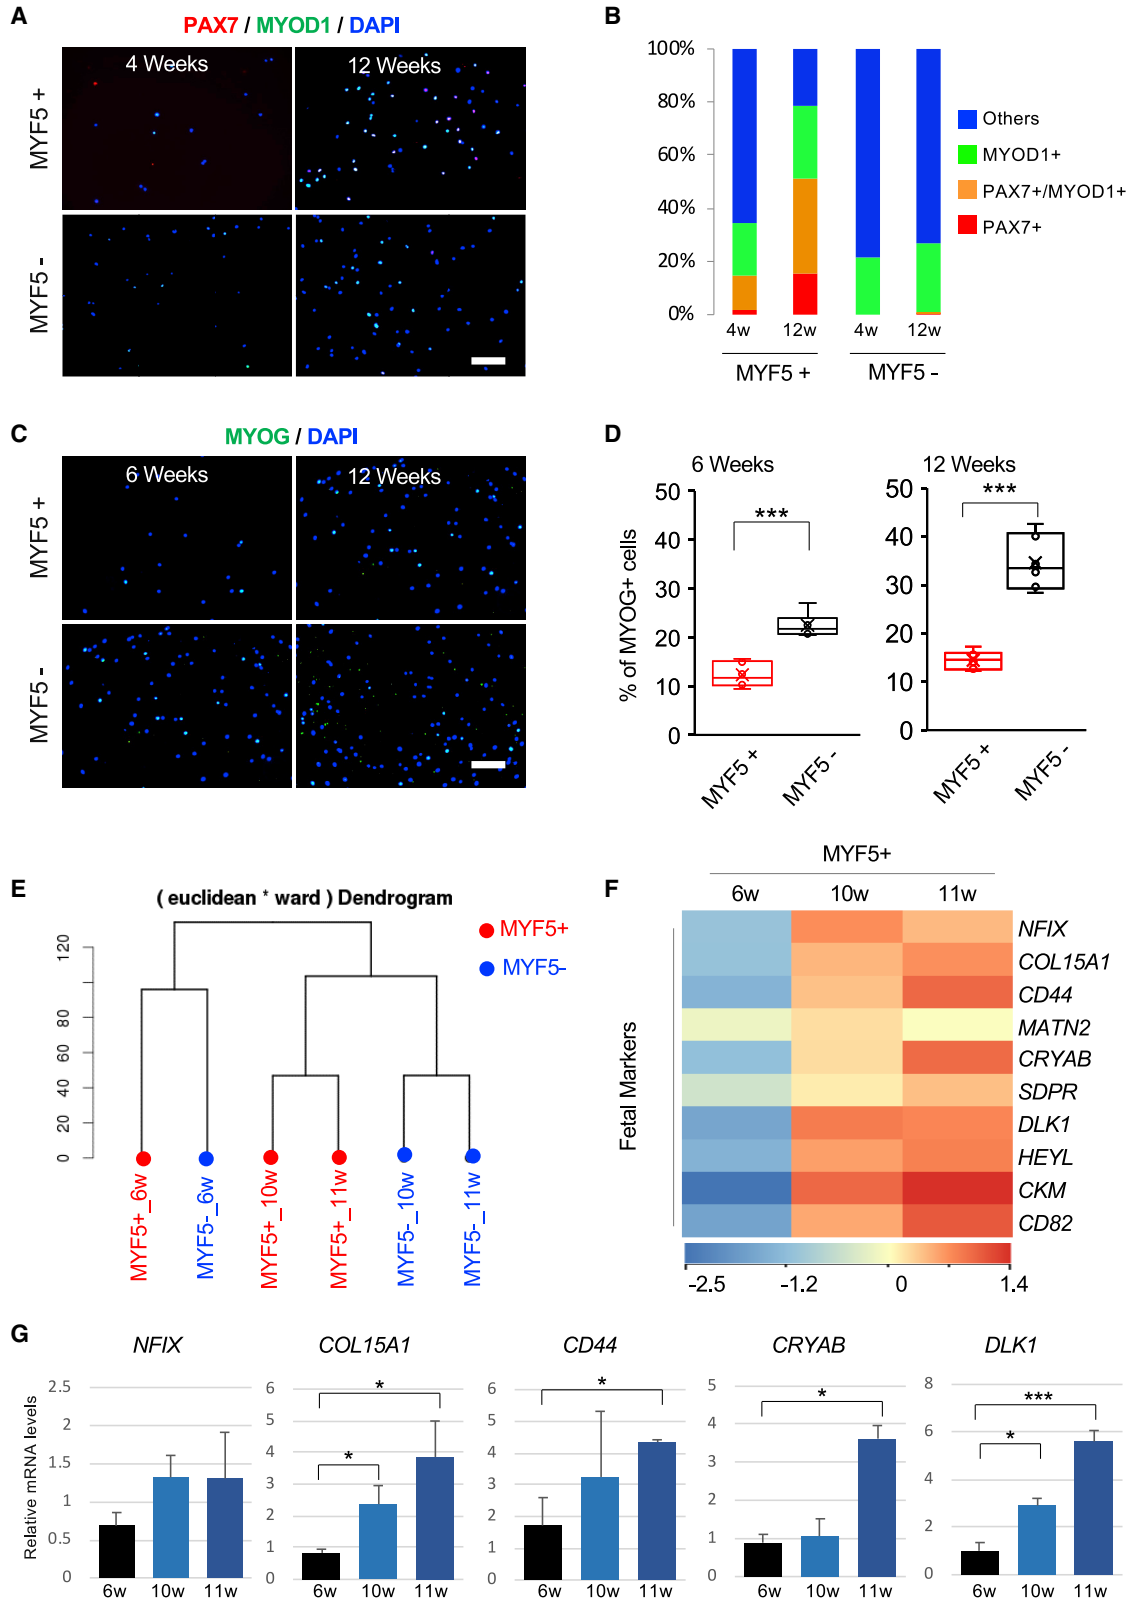 A
PAX7 / MYOD1 / DAPI
4 Weeks
12 Weeks
MYF5 +
MYF5 -
B
100%
80%
60%
40%
20%
0%
4w
12w
4w
12w
MYF5 +
MYF5 -
Others
MYOD1+
PAX7+/MYOD1+
PAX7+
C
MYOG / DAPI
6 Weeks
12 Weeks
MYF5 +
MYF5 -
D
6 Weeks
12 Weeks
% of MYOG+ cells
50
40
30
20
10
0
***
MYF5 +
MYF5 -
50
40
30
20
10
0
***
MYF5 +
MYF5 -
E
( euclidean * ward ) Dendrogram
MYF5+
MYF5-
120
80
60
40
20
0
MYF5+_6w
MYF5-_6w
MYF5+_10w
MYF5+_11w
MYF5-_10w
MYF5-_11w
F
MYF5+
6w
10w
11w
Fetal Markers
NFIX
COL15A1
CD44
MATN2
CRYAB
SDPR
DLK1
HEYL
CKM
CD82
-2.5
-1.2
0
1.4
G
Relative mRNA levels
NFIX
2.5
2
1.5
1
0.5
0
6w
10w
11w
COL15A1
6
5
4
3
2
1
0
*
*
6w
10w
11w
CD44
6
5
4
3
2
1
0
*
6w
10w
11w
CRYAB
5
4
3
2
1
0
*
6w
10w
11w
DLK1
8
6
4
2
0
***
*
6w
10w
11w